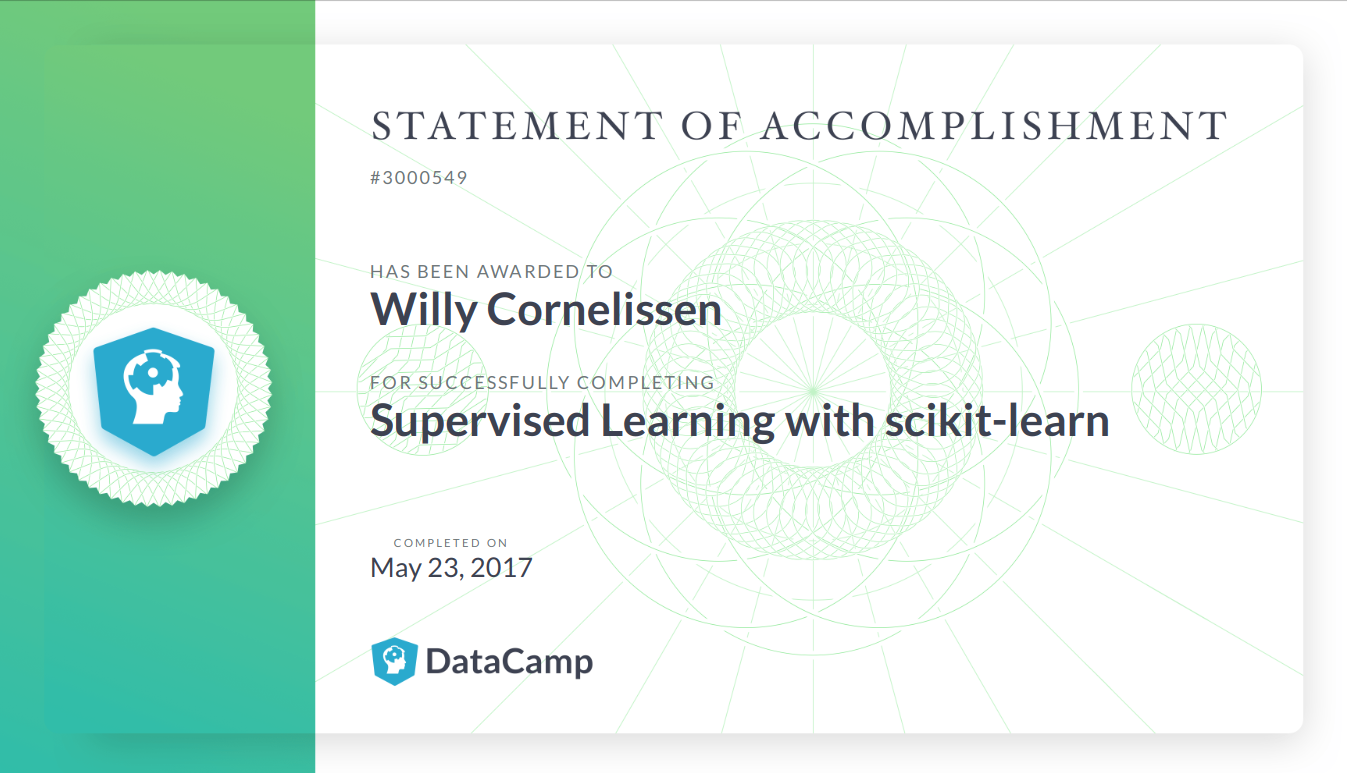 STATEMENT OF ACCOMPLISHMENT
#3000549
HAS BEEN AWARDED TO
Willy Cornelissen
FOR SUCCESSFULLY COMPLETING
Supervised Learning with scikit-learn
COMPLETED ON
May 23, 2017
DataCamp